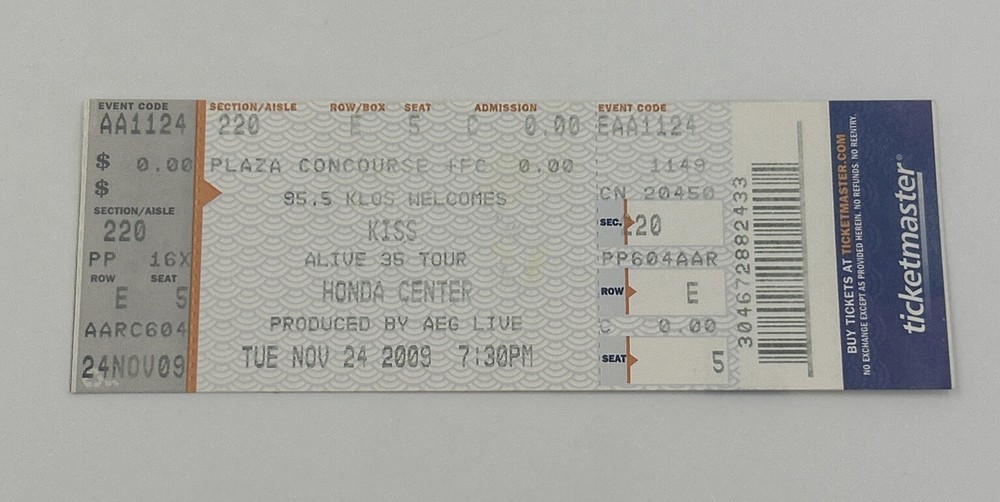 EVENT CODE
AA1124
$ 0.00
$
SECTION/AISLE
220
PP 16X
ROW SEAT
E 5
AARC604
24NOV09
SECTION/AISLE ROW/BOX SEAT ADMISSION
220 E 5 C 0.00
PLAZA CONCOURSE 0.00
95.5 KLOS WELCOMES
KISS
ALIVE 35 TOUR
HONDA CENTER
PRODUCED BY AEG LIVE
TUE NOV 24 2009 7:30PM
EVENT CODE
EAA1124
1149
CN 20450
SEC. 220
PP604AAR
ROW E
C 0.00
SEAT 5
304672882433
BUY TICKETS AT TICKETMASTER.COM
NO EXCHANGE EXCEPT AS PROVIDED HEREIN. NO REFUNDS. NO REENTRY.
ticketmaster®